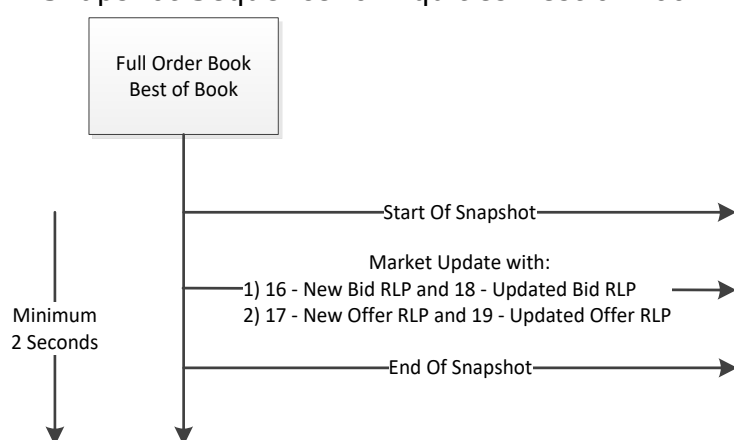 Full Order Book
Best of Book
Start Of Snapshot
Market Update with:
1) 16 - New Bid RLP and 18 - Updated Bid RLP
2) 17 - New Offer RLP and 19 - Updated Offer RLP
Minimum
2 Seconds
End Of Snapshot